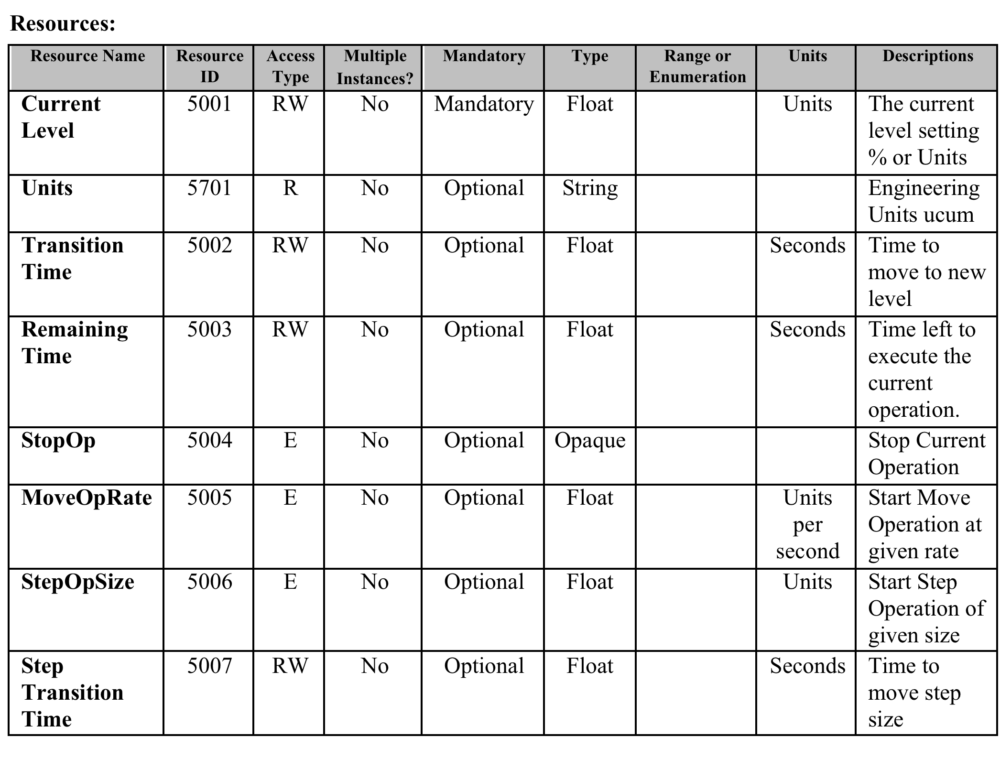 Resources:
Resource Name Resource ID Access Type Multiple Instances? Mandatory Type Range or Enumeration Units Descriptions
Current Level 5001 RW No Mandatory Float Units The current level setting % or Units
Units 5701 R No Optional String Engineering Units ucum
Transition Time 5002 RW No Optional Float Seconds Time to move to new level
Remaining Time 5003 RW No Optional Float Seconds Time left to execute the current operation.
StopOp 5004 E No Optional Opaque Stop Current Operation
MoveOpRate 5005 E No Optional Float Units per second Start Move Operation at given rate
StepOpSize 5006 E No Optional Float Units Start Step Operation of given size
Step Transition Time 5007 RW No Optional Float Seconds Time to move step size